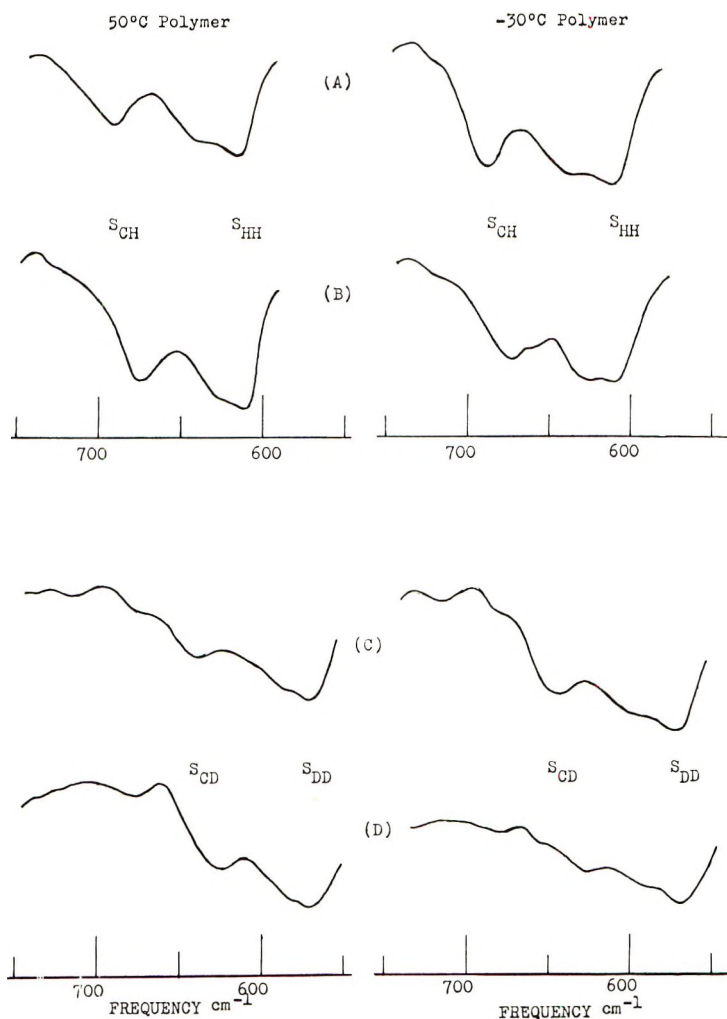 50°C Polymer -30°C Polymer
(A)
S_CH S_HH S_CH S_HH
(B)
700 600 700 600
(C)
S_CD S_DD S_CD S_DD
(D)
700 600 700 600
FREQUENCY cm⁻¹ FREQUENCY cm⁻¹